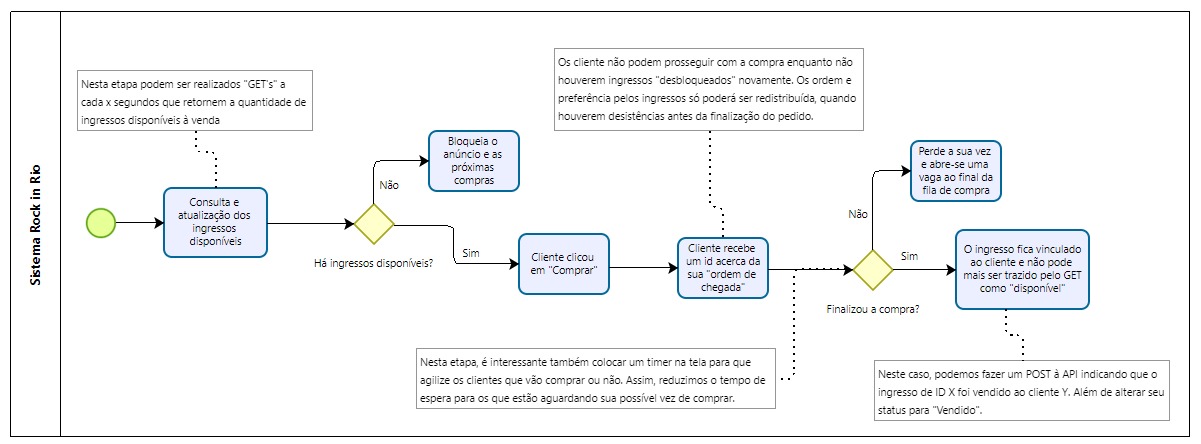 Sistema Rock in Rio
Nesta etapa podem ser realizados "GET's" a
cada x segundos que retornem a quantidade de
ingressos disponíveis à venda
Consulta e
atualização dos
ingressos
disponíveis
Há ingressos disponíveis?
Não
Bloqueia o
anúncio e as
próximas
compras
Sim
Cliente clicou
em "Comprar"
Os cliente não podem prosseguir com a compra enquanto não
houverem ingressos "desbloqueados" novamente. Os ordem e
preferência pelos ingressos só poderá ser redistribuída, quando
houverem desistências antes da finalização do pedido.
Cliente recebe
um id acerca da
sua "ordem de
chegada"
Nesta etapa, é interessante também colocar um timer na tela para que
agilize os clientes que vão comprar ou não. Assim, reduzimos o tempo de
espera para os que estão aguardando sua possível vez de comprar.
Finalizou a compra?
Não
Perde a sua vez
e abre-se uma
vaga ao final da
fila de compra
Sim
O ingresso fica vinculado
ao cliente e não pode
mais ser trazido pelo GET
como "disponível"
Neste caso, podemos fazer um POST à API indicando que o
ingresso de ID X foi vendido ao cliente Y. Além de alterar seu
status para "Vendido".